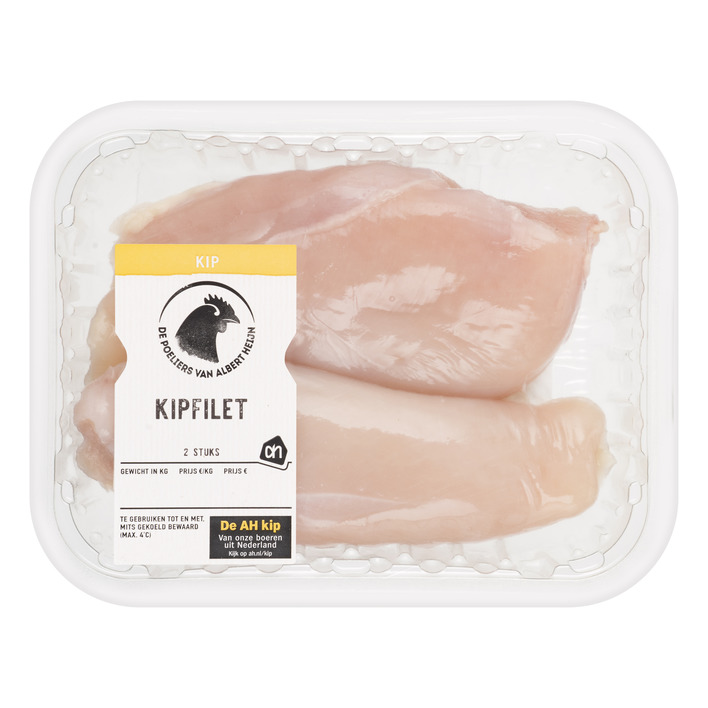 KIP
DE POELIERS VAN ALBERT HEIJN
KIPFILET
2 STUKS
ah
GEWICHT IN KG PRIJS €/KG PRIJS €
TE GEBRUIKEN TOT EN MET,
MITS GEKOELD BEWAARD
(MAX. 4°C)
De AH kip
Van onze boeren
uit Nederland
Kijk op ah.nl/kip